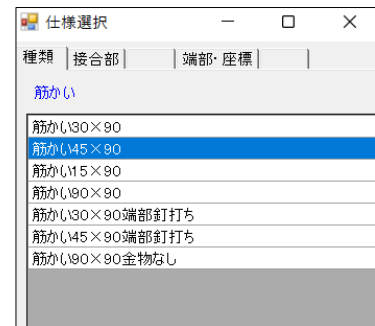 仕様選択
種類 接合部 端部・座標
筋かい
筋かい30×90
筋かい45×90
筋かい15×90
筋かい90×90
筋かい30×90端部釘打ち
筋かい45×90端部釘打ち
筋かい90×90金物なし